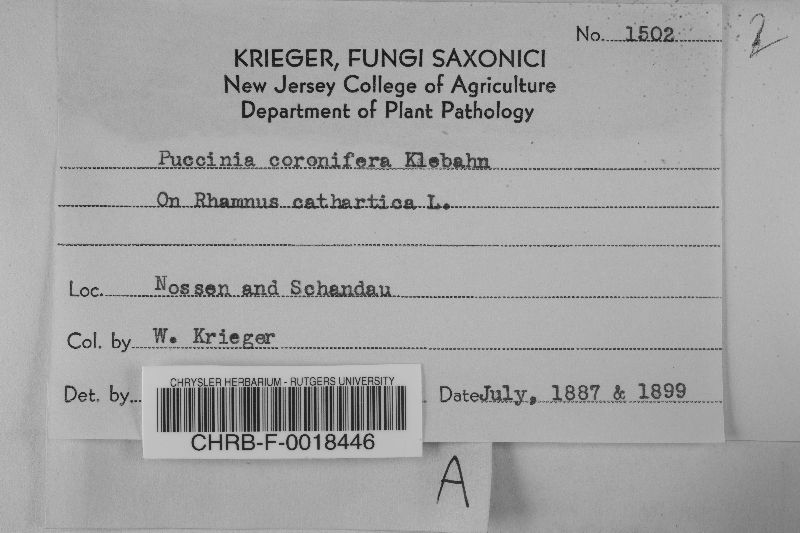 No. 1502
2
KRIEGER, FUNGI SAXONICI
New Jersey College of Agriculture
Department of Plant Pathology
Puccinia coronifera Klebahn
On Rhamnus cathartica L.
Loc. Nossen and Schandau
Col. by W. Krieger
Det. by Date July, 1887 & 1899
CHRYSLER HERBARIUM - RUTGERS UNIVERSITY
CHRB-F-0018446
A